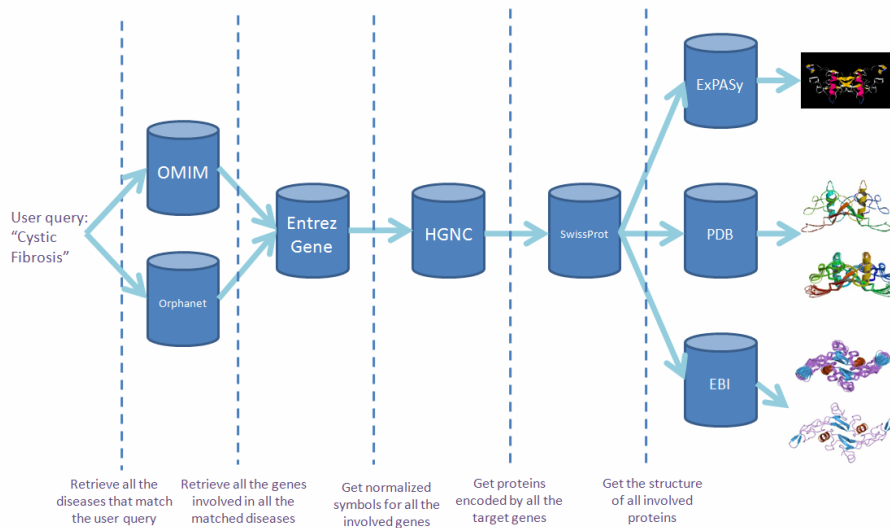 User query:
"Cystic
Fibrosis"
OMIM
Orphanet
Entrez
Gene
HGNC
SwissProt
ExPASy
PDB
EBI
Retrieve all the
diseases that match
the user query
Retrieve all the genes
involved in all the
matched diseases
Get normalized
symbols for all the
involved genes
Get proteins
encoded by all the
target genes
Get the structure
of all involved
proteins